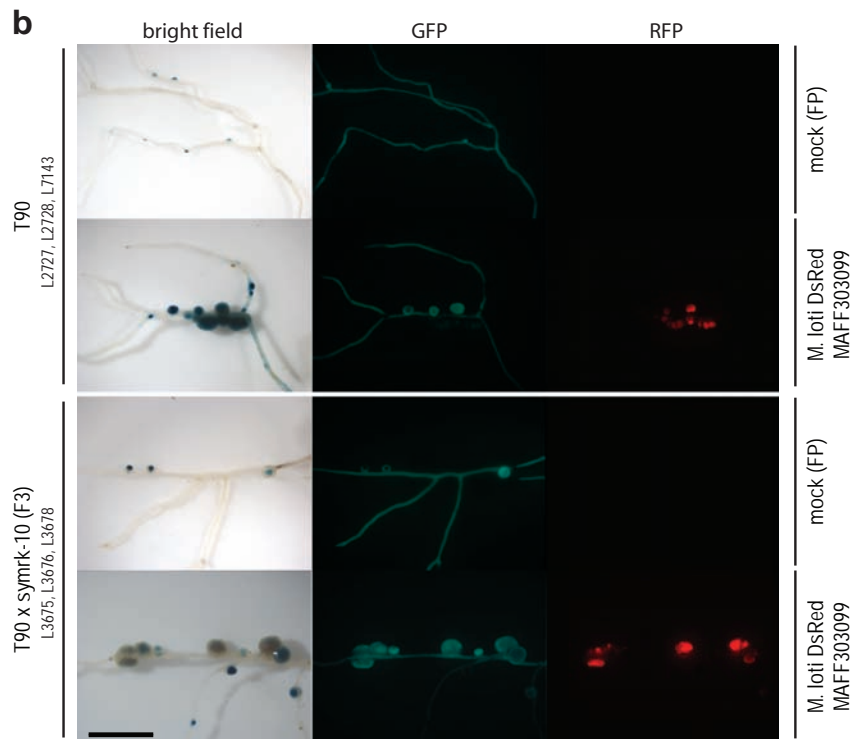 b
bright field
GFP
RFP
T90
L2727, L2728, L7143
mock (FP)
M. loti DsRed
MAFF303099
T90 x symrk-10 (F3)
L3675, L3676, L3678
mock (FP)
M. loti DsRed
MAFF303099